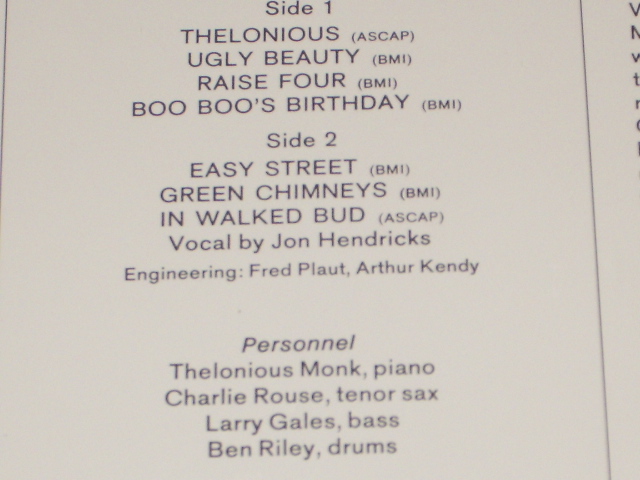 Side 1
THELONIOUS (ASCAP)
UGLY BEAUTY (BMI)
RAISE FOUR (BMI)
BOO BOO'S BIRTHDAY (BMI)
Side 2
EASY STREET (BMI)
GREEN CHIMNEYS (BMI)
IN WALKED BUD (ASCAP)
Vocal by Jon Hendricks
Engineering: Fred Plaut, Arthur Kendy
Personnel
Thelonious Monk, piano
Charlie Rouse, tenor sax
Larry Gales, bass
Ben Riley, drums